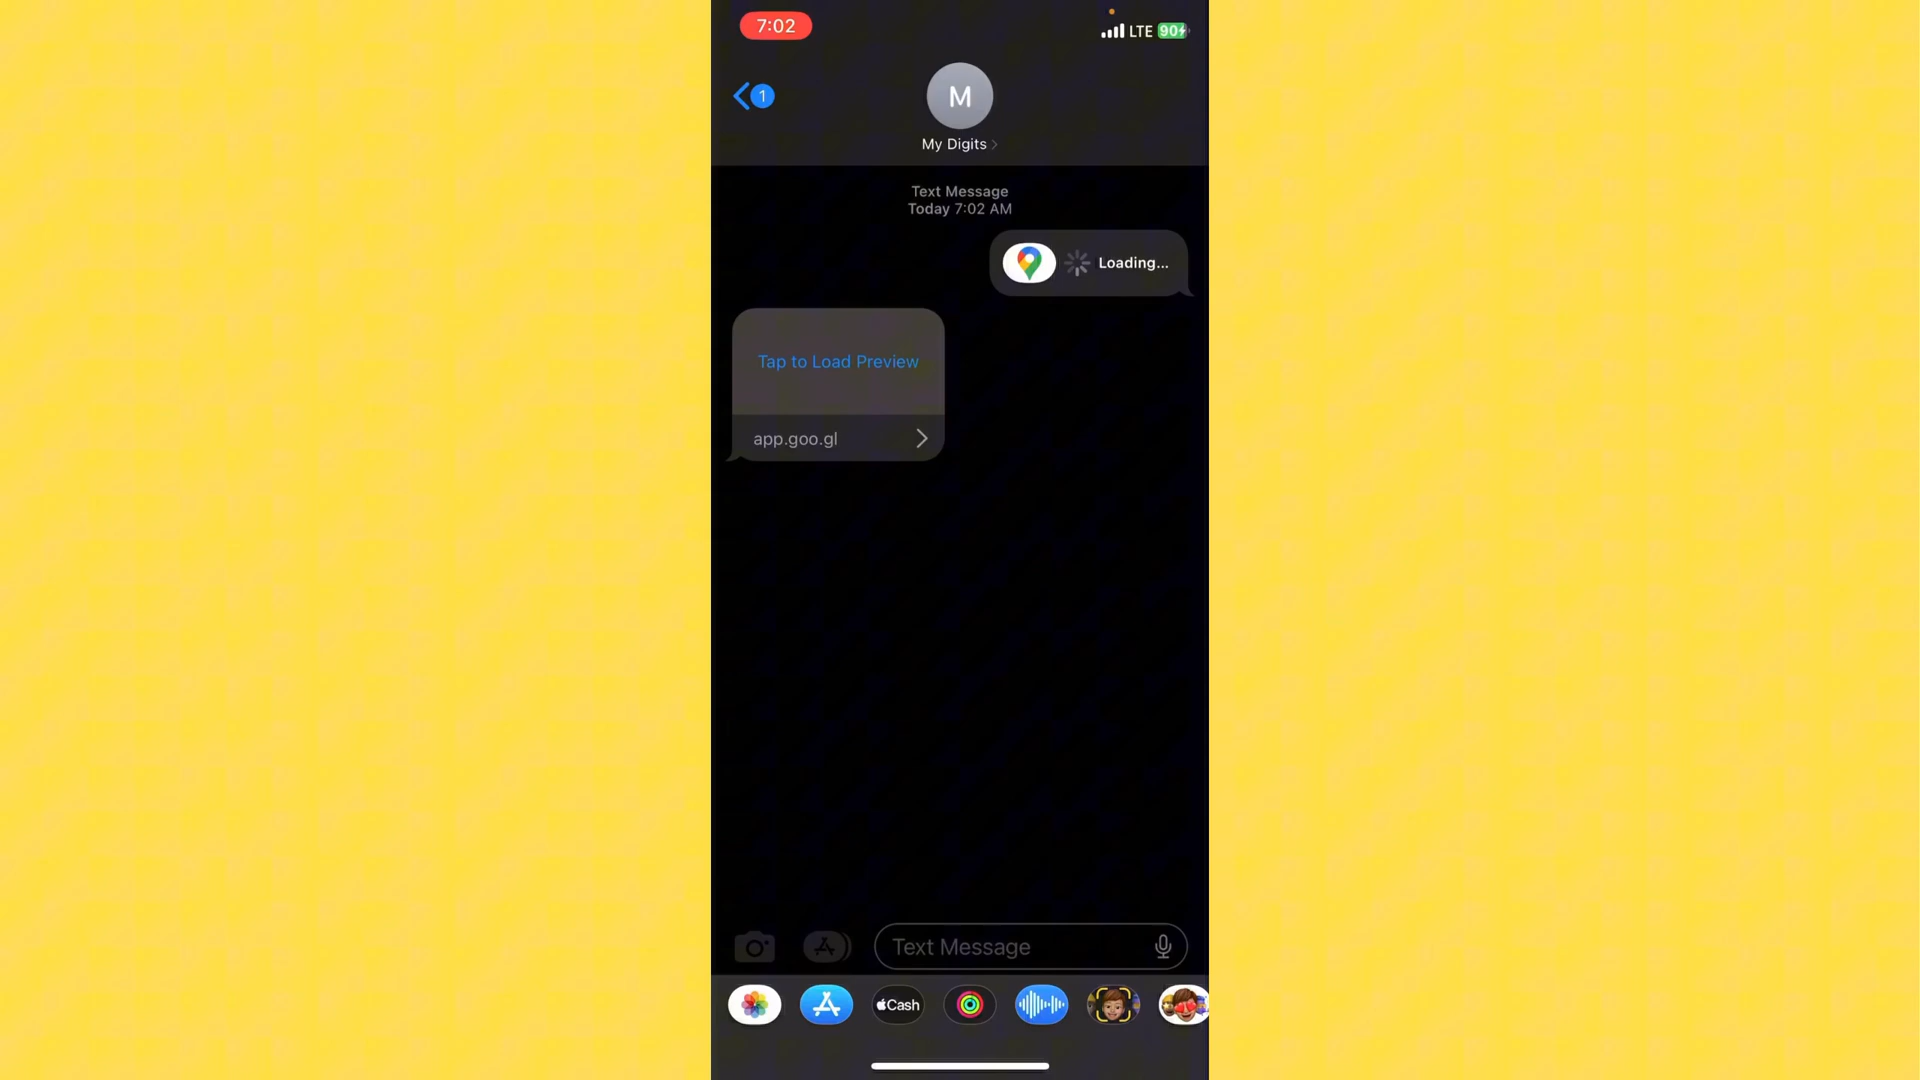 7:02
LTE 90
1
M
My Digits
Text Message
Today 7:02 AM
Loading...
Tap to Load Preview
app.goo.gl
Text Message
Cash